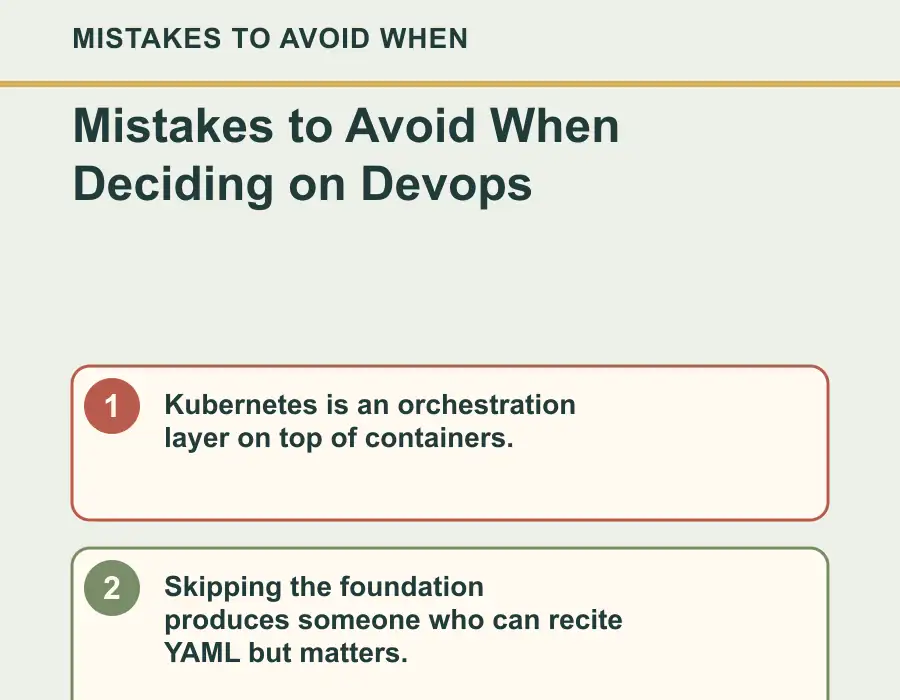 MISTAKES TO AVOID WHEN
Mistakes to Avoid When
Deciding on Devops
1
Kubernetes is an orchestration
layer on top of containers.
2
Skipping the foundation
produces someone who can recite
YAML but matters.